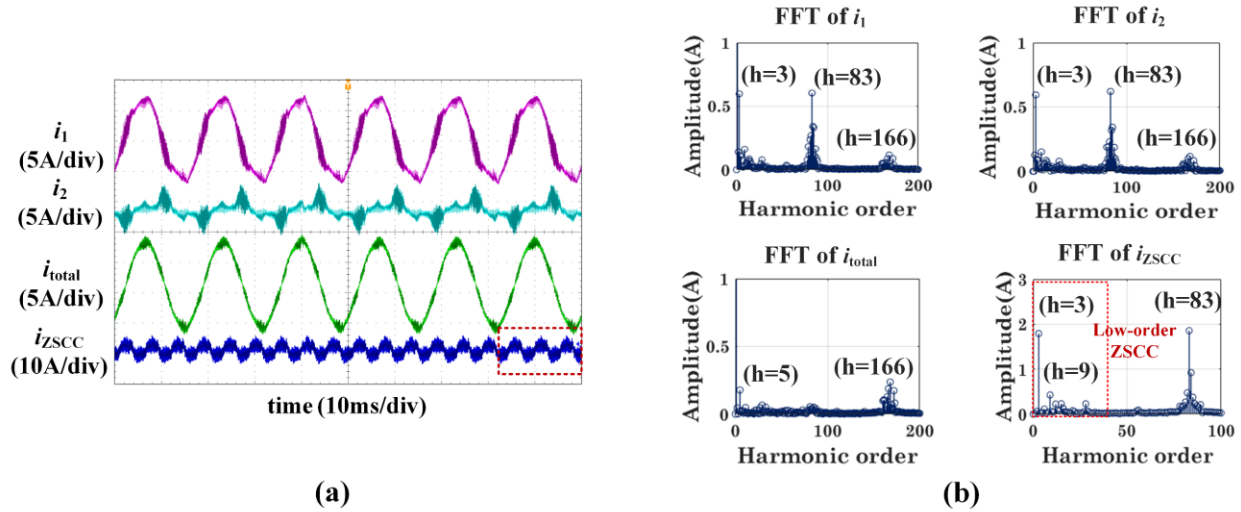 i1
(5A/div)
i2
(5A/div)
itotal
(5A/div)
iZSCC
(10A/div)
time (10ms/div)
(a)
FFT of i1
Amplitude(A)
1
0.5
0
(h=3)
(h=83)
(h=166)
0
100
200
Harmonic order
FFT of i2
Amplitude(A)
1
0.5
0
(h=3)
(h=83)
(h=166)
0
100
200
Harmonic order
FFT of itotal
Amplitude(A)
1
0.5
0
(h=5)
(h=166)
0
100
200
Harmonic order
FFT of iZSCC
Amplitude(A)
3
2
1
0
(h=3)
(h=83)
Low-order
ZSCC
(h=9)
0
50
100
Harmonic order
(b)